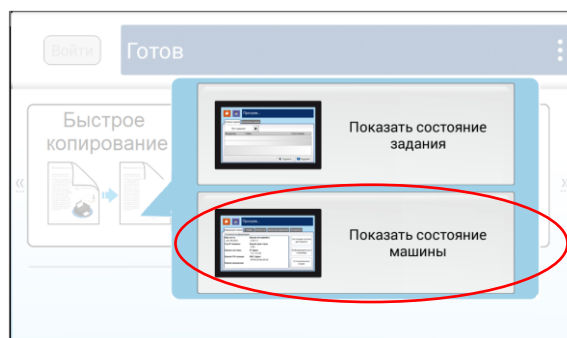 Войти
Готов
Быстрое
копирование
Показать состояние
задания
Показать состояние
машины